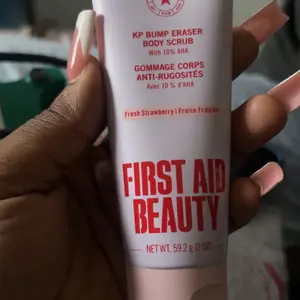 KP BUMP ERASER
BODY SCRUB
With 10% AHA
GOMMAGE CORPS
ANTI-RUGOSITÉS
Avec 10 % d'AHA
Fresh Strawberry | Fraise Fraîche
FIRST AID
BEAUTY
NET WT. 59.2 g (2 OZ)